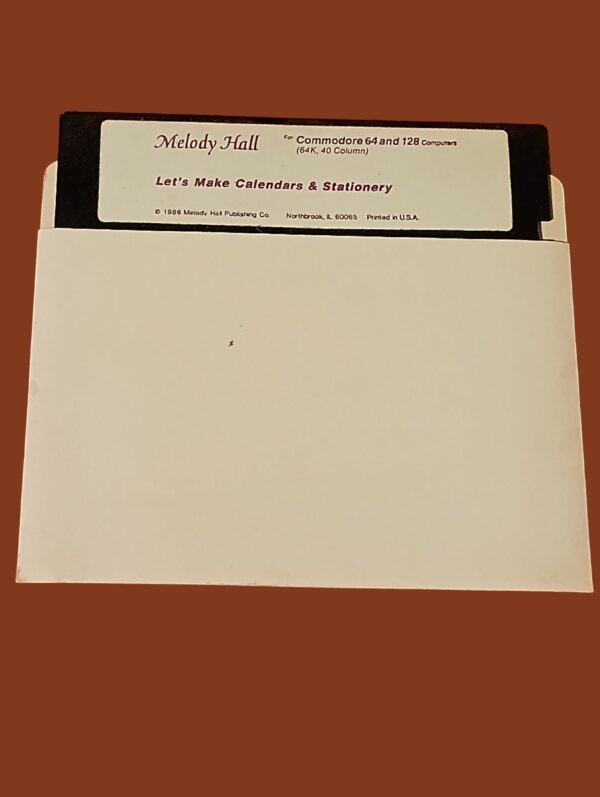 Melody Hall
For Commodore 64 and 128 Computers
(64K, 40 Column)
Let's Make Calendars & Stationery
© 1986 Melody Hall Publishing Co. Northbrook, IL 60065 Printed in U.S.A.